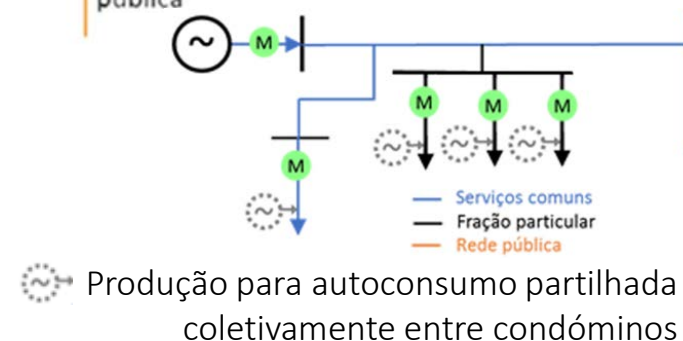 pública
M
M M M
M
Serviços comuns
Fração particular
Rede pública
Produção para autoconsumo partilhada
coletivamente entre condóminos